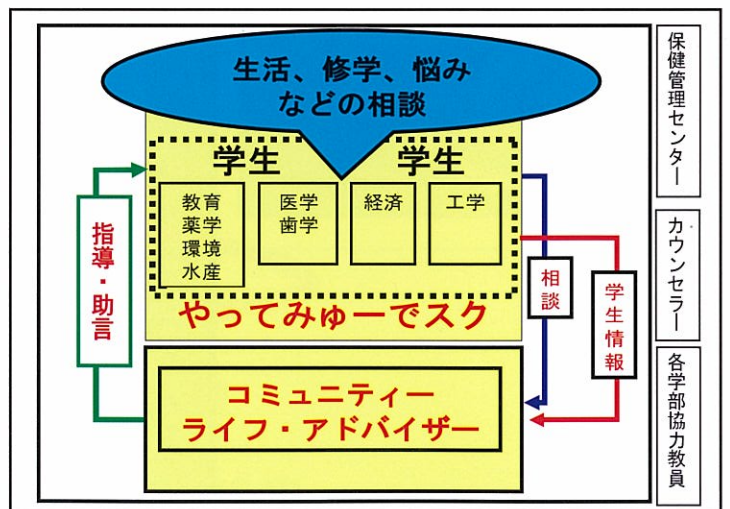 生活、修学、悩み
などの相談
学生
学生
教育
薬学
環境
水産
医学
歯学
経済
工学
やってみゅーでスク
コミュニティー
ライフ・アドバイザー
指導・助言
相談
学生情報
保健管理センター
カウンセラー
各学部協力教員